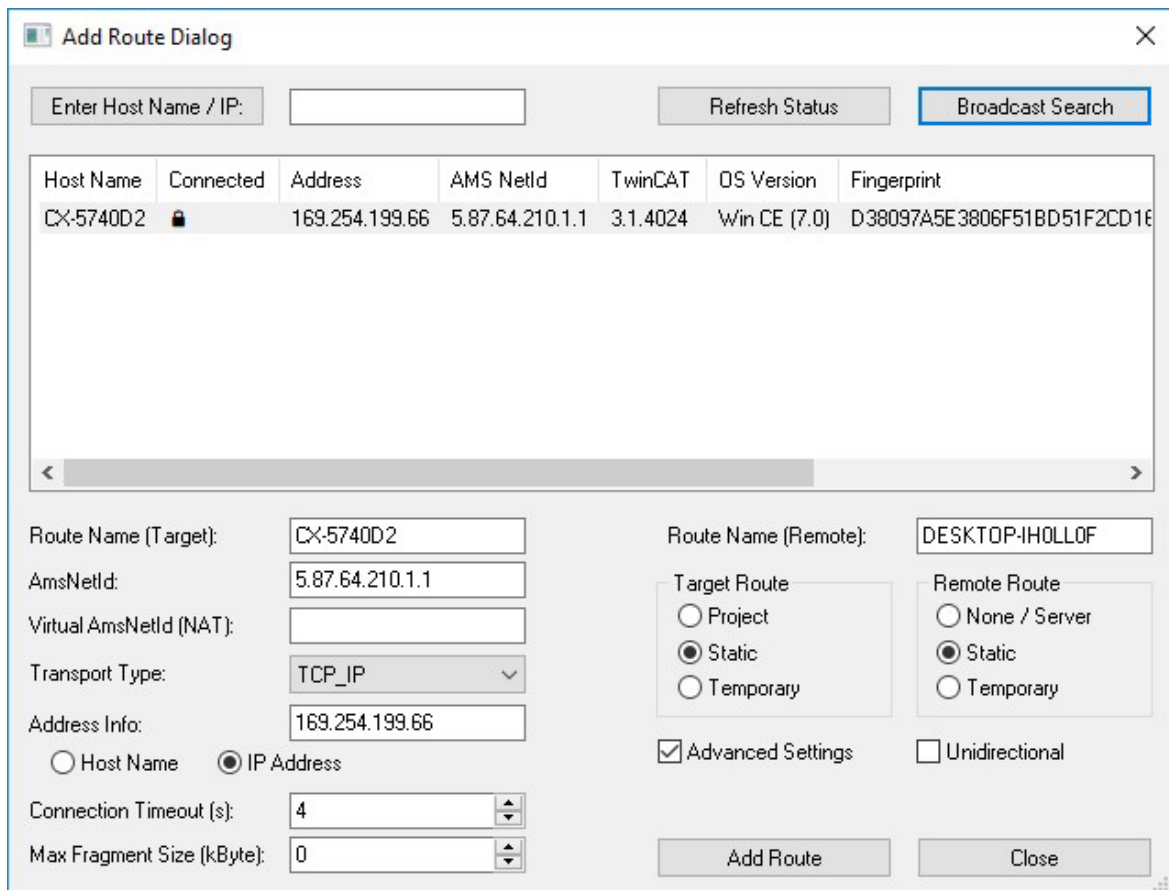 Add Route Dialog
Enter Host Name / IP: Refresh Status Broadcast Search
Host Name Connected Address AMS NetId TwinCAT OS Version Fingerprint
CX-5740D2 169.254.199.66 5.87.64.210.1.1 3.1.4024 Win CE (7.0) D38097A5E3806F51BD51F2CD16
Route Name (Target): CX-5740D2 Route Name (Remote): DESKTOP-IH0LL0F
AmsNetId: 5.87.64.210.1.1 Target Route Remote Route
Project None / Server
Virtual AmsNetId (NAT):
Static Static
Transport Type: TCP_IP Temporary Temporary
Address Info: 169.254.199.66
Host Name IP Address Advanced Settings Unidirectional
Connection Timeout (s): 4
Max Fragment Size (kByte): 0 Add Route Close